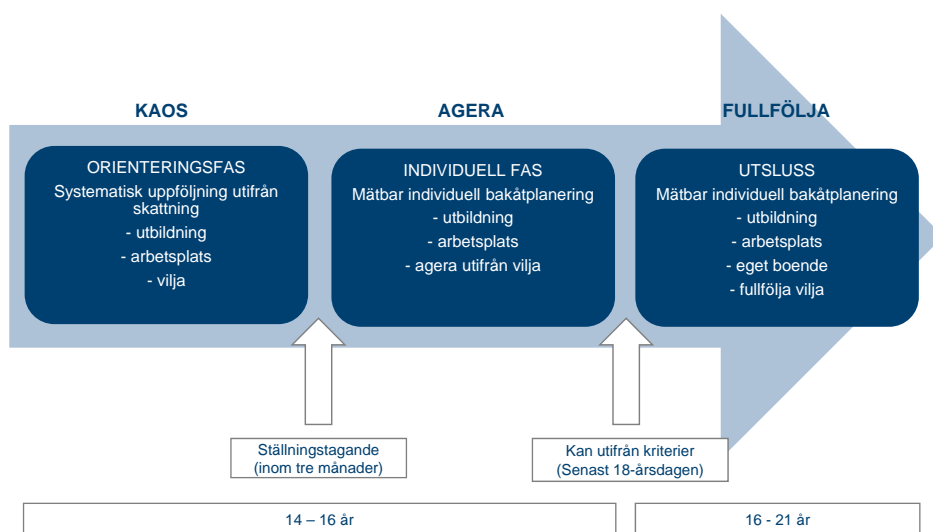 KAOS
AGERA
FULLFÖLJA
ORIENTERINGSFAS
Systematisk uppföljning utifrån
skattning
- utbildning
- arbetsplats
- vilja
INDIVIDUELL FAS
Mätbar individuell bakåtplanering
- utbildning
- arbetsplats
- agera utifrån vilja
UTSLUSS
Mätbar individuell bakåtplanering
- utbildning
- arbetsplats
- eget boende
- fullfölja vilja
Ställningstagande
(inom tre månader)
Kan utifrån kriterier
(Senast 18-årsdagen)
14 – 16 år
16 - 21 år